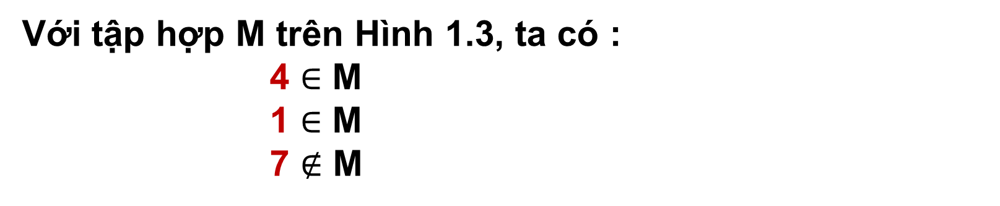 Với tập hợp M trên Hình 1.3, ta có :
4 ∈ M
1 ∈ M
7 ∉ M